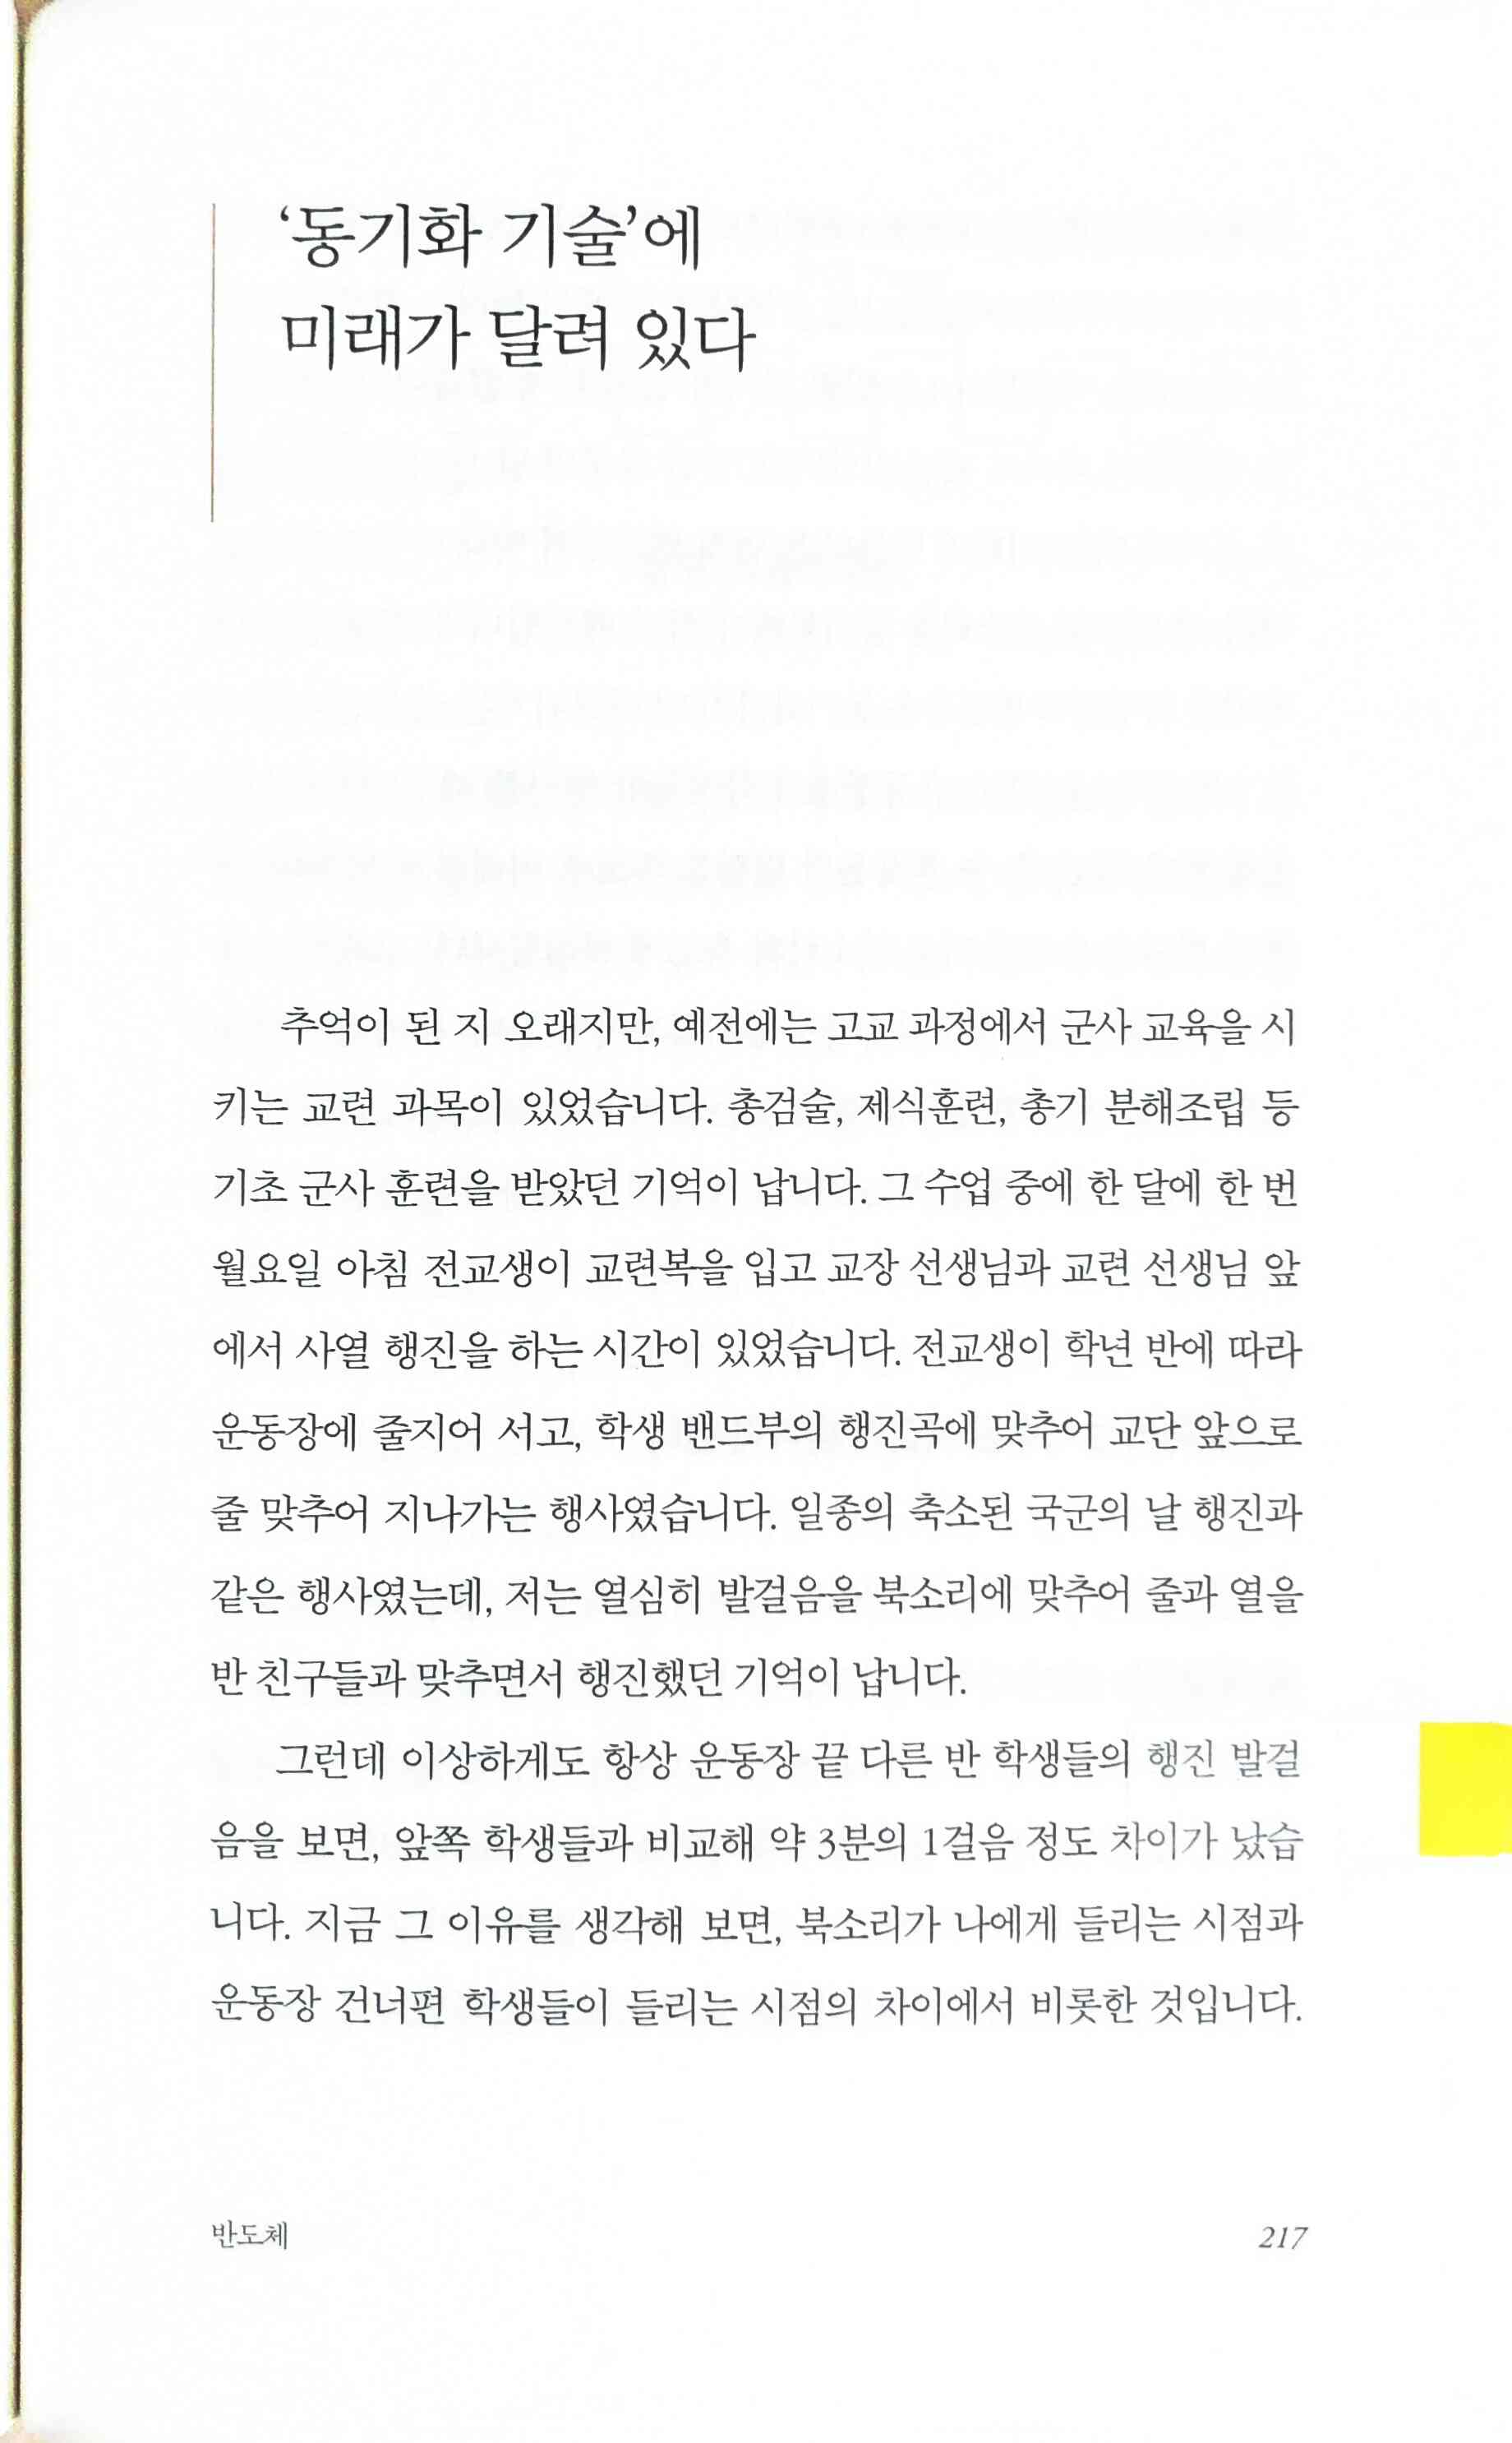 ‘동기화 기술’에
미래가 달려 있다
추억이 된 지 오래지만, 예전에는 고교 과정에서 군사 교육을 시
키는 교련 과목이 있었습니다. 총검술, 제식훈련, 총기 분해조립 등
기초 군사 훈련을 받았던 기억이 납니다. 그 수업 중에 한 달에 한 번
월요일 아침 전교생이 교련복을 입고 교장 선생님과 교련 선생님 앞
에서 사열 행진을 하는 시간이 있었습니다. 전교생이 학년 반에 따라
운동장에 줄지어 서고, 학생 밴드부의 행진곡에 맞추어 교단 앞으로
줄 맞추어 지나가는 행사였습니다. 일종의 축소된 국군의 날 행진과
같은 행사였는데, 저는 열심히 발걸음을 북소리에 맞추어 줄과 열을
반 친구들과 맞추면서 행진했던 기억이 납니다.
그런데 이상하게도 항상 운동장 끝 다른 반 학생들의 행진 발걸
음을 보면, 앞쪽 학생들과 비교해 약 3분의 1걸음 정도 차이가 났습
니다. 지금 그 이유를 생각해 보면, 북소리가 나에게 들리는 시점과
운동장 건너편 학생들이 들리는 시점의 차이에서 비롯한 것입니다.
반도체
217